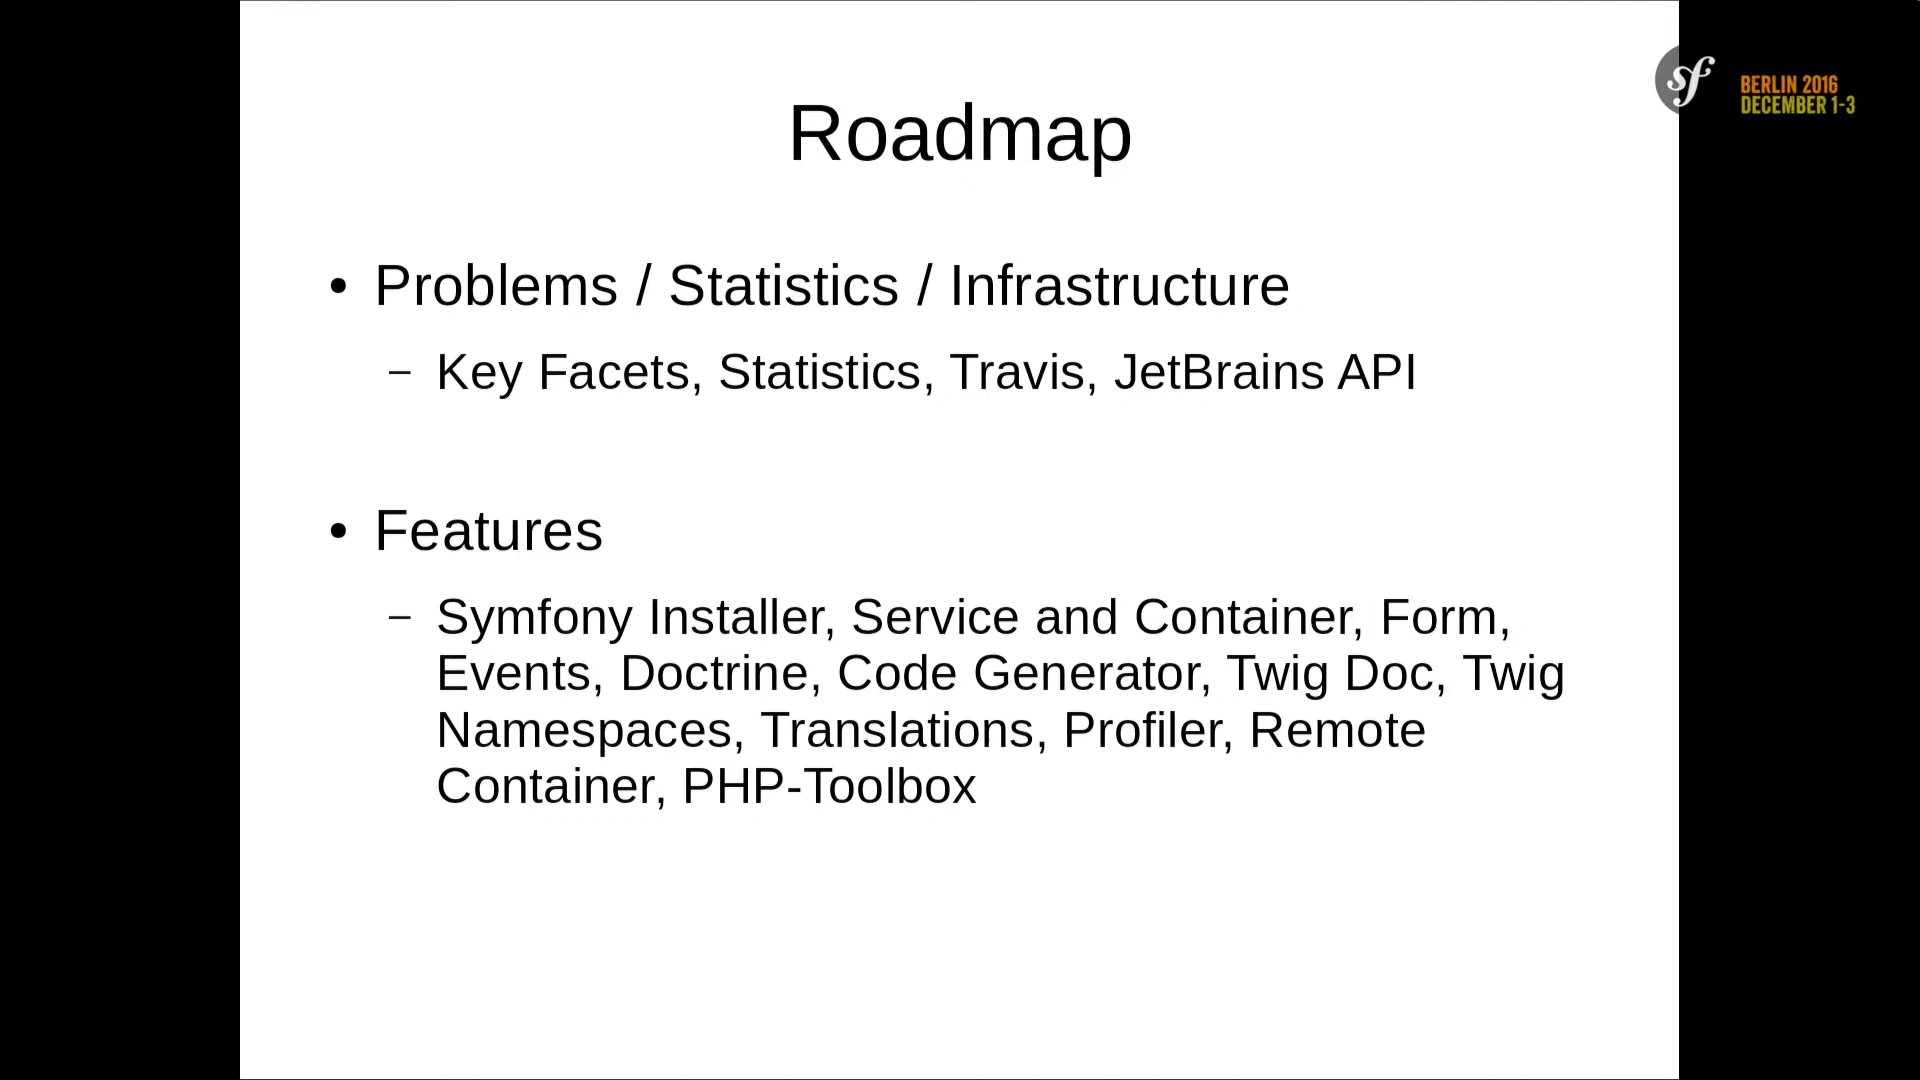 Roadmap
sf
BERLIN 2016
DECEMBER 1-3
• Problems / Statistics / Infrastructure
– Key Facets, Statistics, Travis, JetBrains API
• Features
– Symfony Installer, Service and Container, Form,
Events, Doctrine, Code Generator, Twig Doc, Twig
Namespaces, Translations, Profiler, Remote
Container, PHP-Toolbox